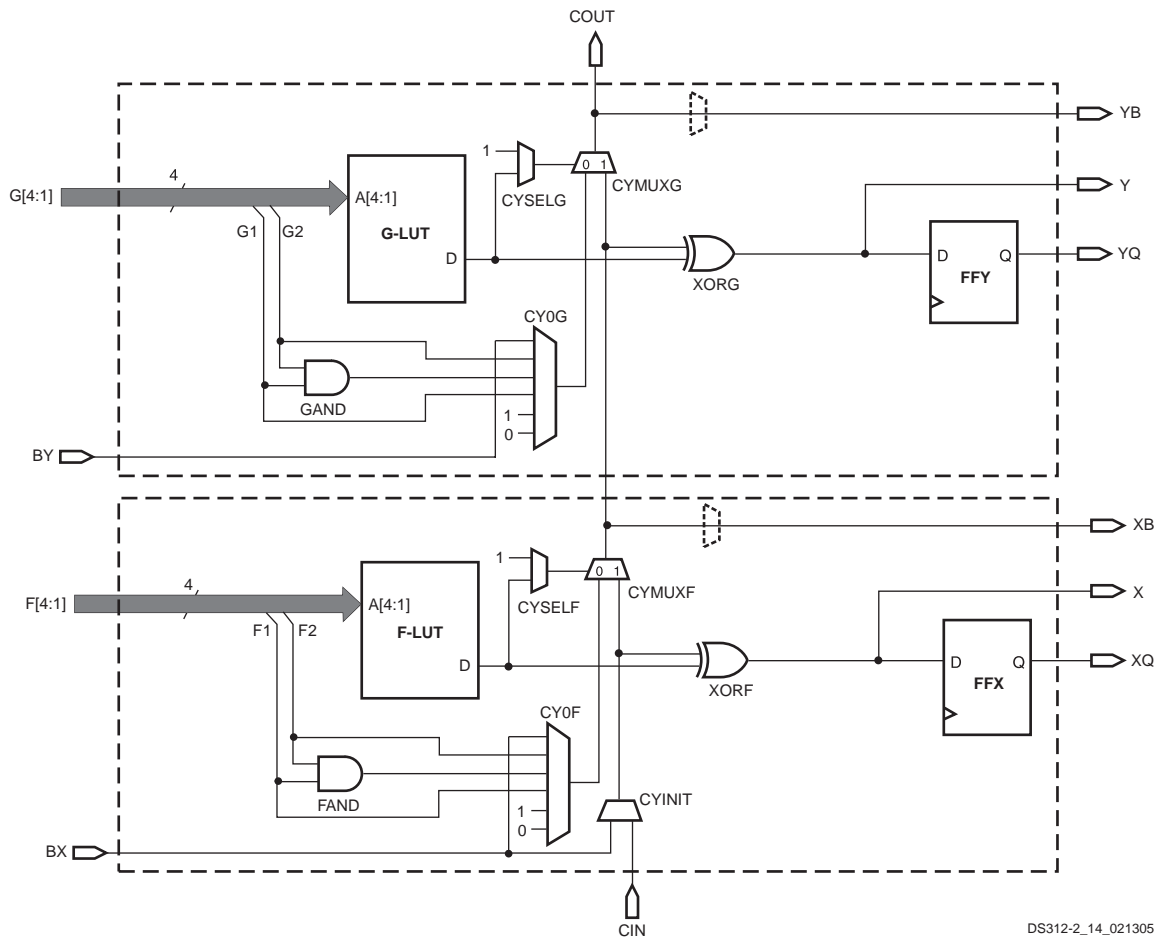 COUT
YB
4
1
0 1
CYMUXG
CYSELG
Y
G[4:1]
A[4:1]
G-LUT
G1
G2
D
XORG
D
Q
FFY
YQ
CY0G
GAND
1
0
BY
XB
1
0 1
CYMUXF
CYSELF
X
4
F[4:1]
A[4:1]
F-LUT
F1
F2
D
XORF
D
Q
FFX
XQ
CY0F
FAND
1
0
CYINIT
BX
CIN
DS312-2_14_021305